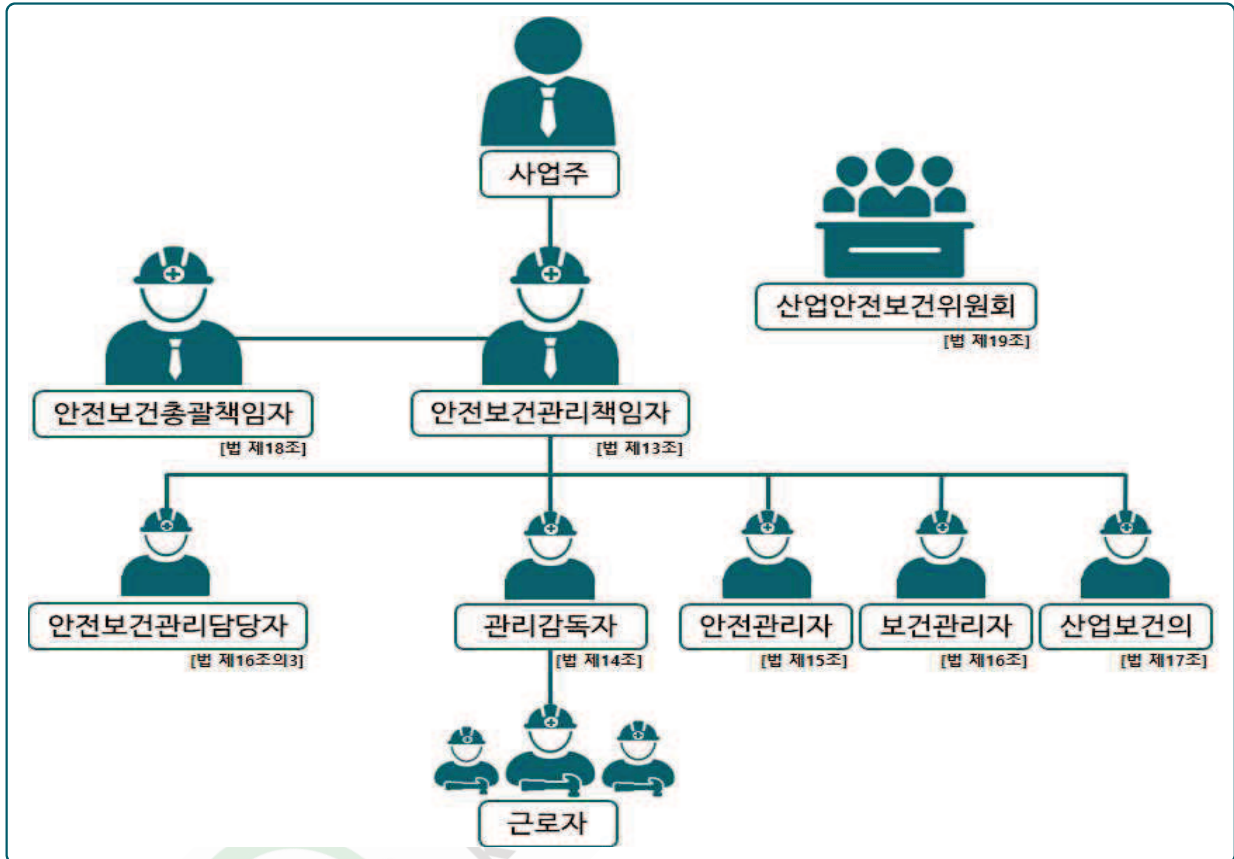 사업주
산업안전보건위원회
[법 제19조]
안전보건총괄책임자
[법 제18조]
안전보건관리책임자
[법 제13조]
안전보건관리담당자
[법 제16조의3]
관리감독자
[법 제14조]
안전관리자
[법 제15조]
보건관리자
[법 제16조]
산업보건의
[법 제17조]
근로자